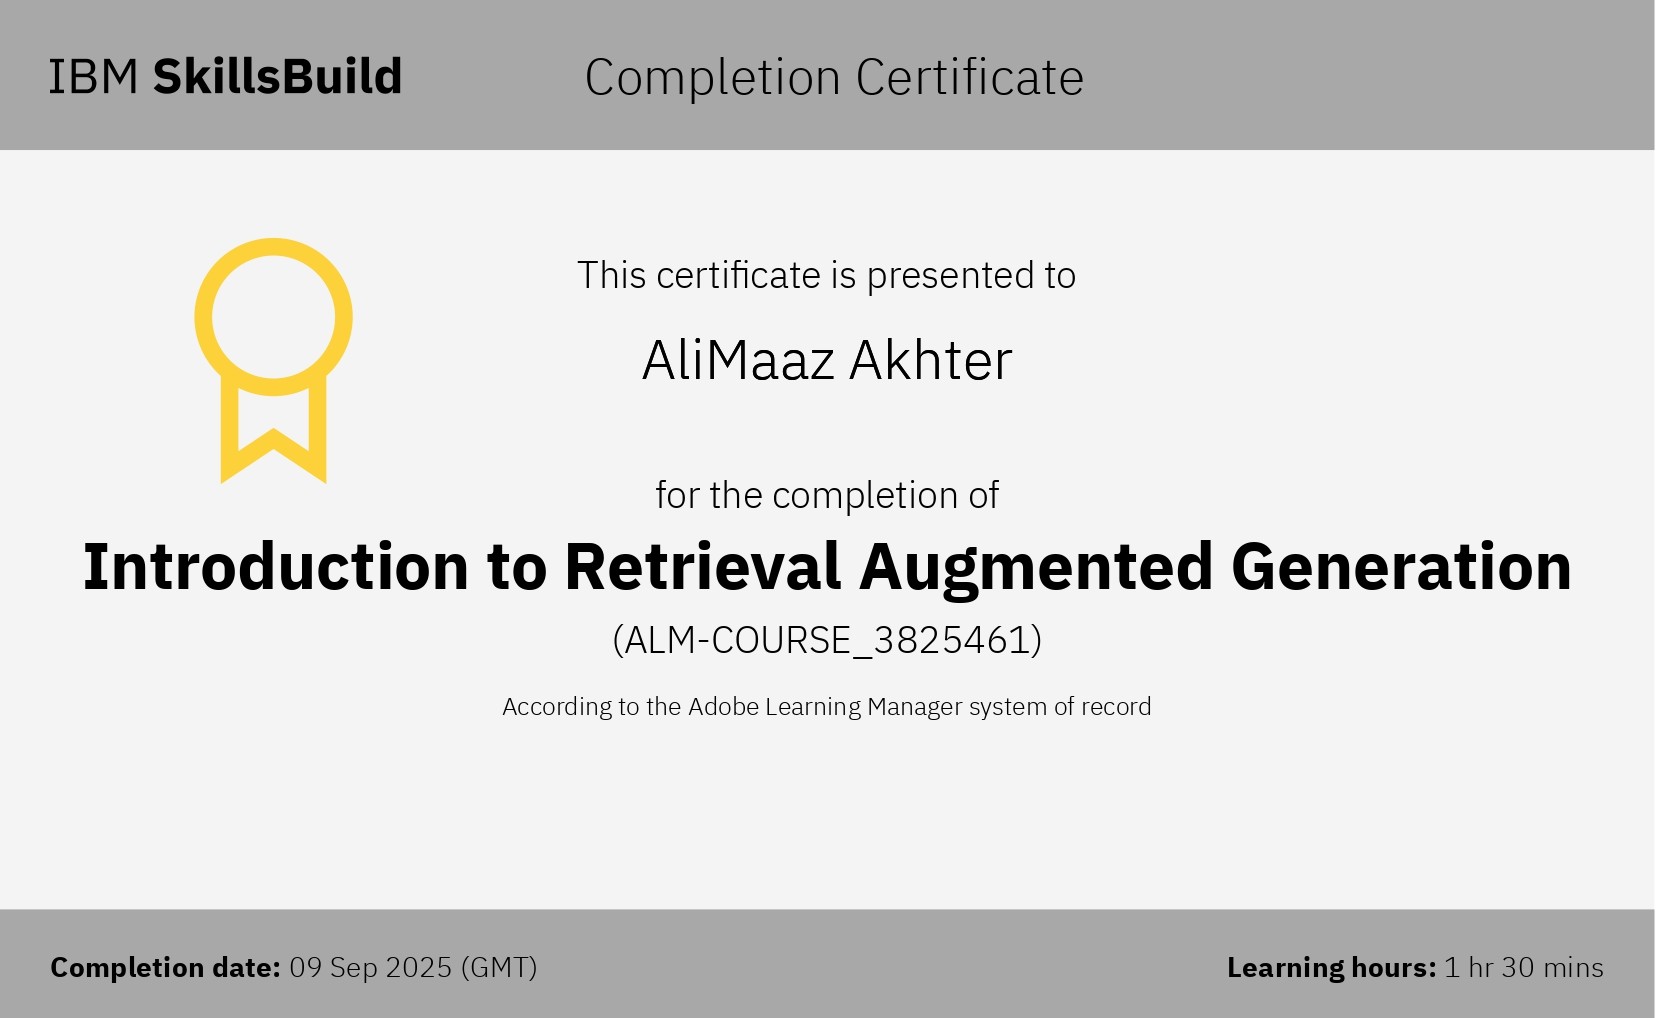 IBM SkillsBuild
Completion Certificate
This certificate is presented to
AliMaaz Akhter
for the completion of
Introduction to Retrieval Augmented Generation
(ALM-COURSE_3825461)
According to the Adobe Learning Manager system of record
Completion date: 09 Sep 2025 (GMT)
Learning hours: 1 hr 30 mins